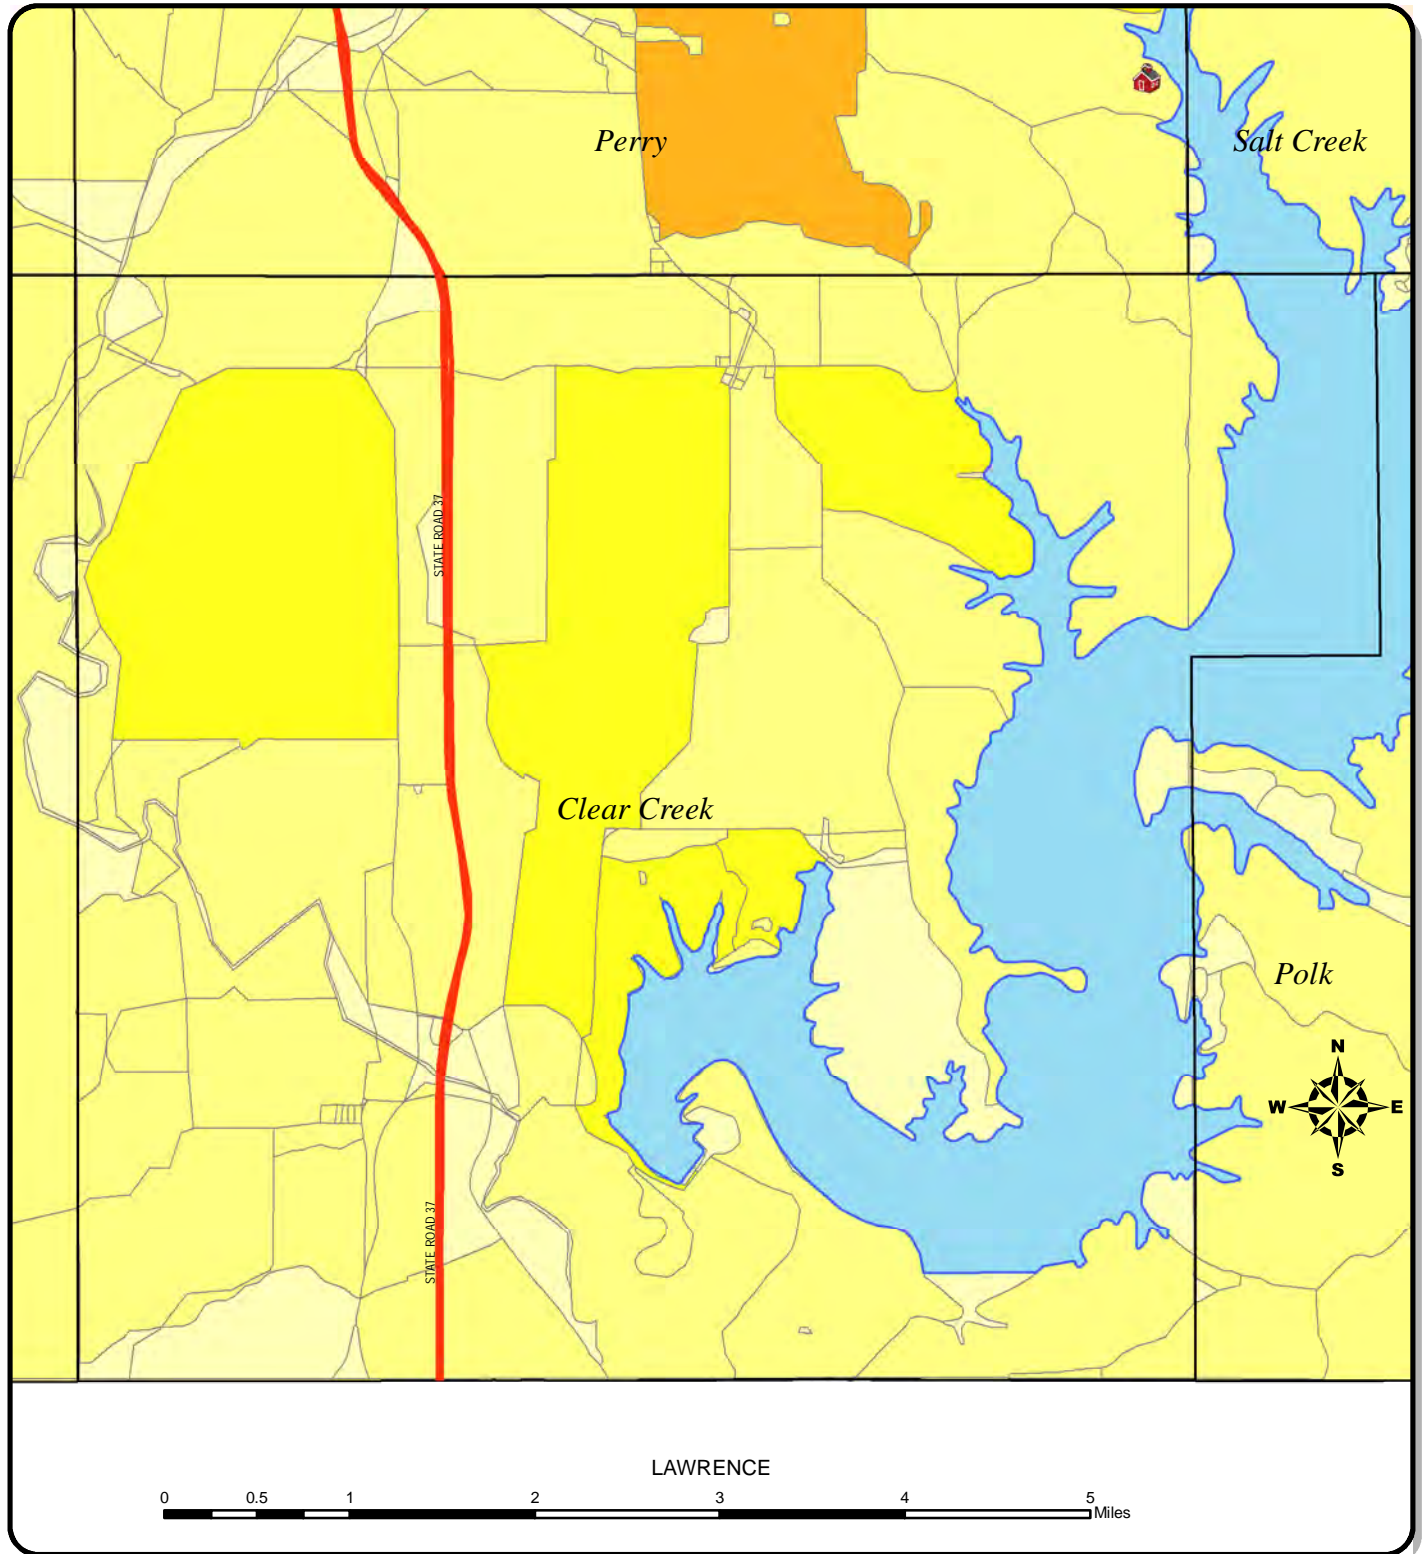 Perry
Salt Creek
STATE ROAD 37
Clear Creek
Polk
N
W E
S
STATE ROAD 37
LAWRENCE
0 0.5 1 2 3 4 5
Miles